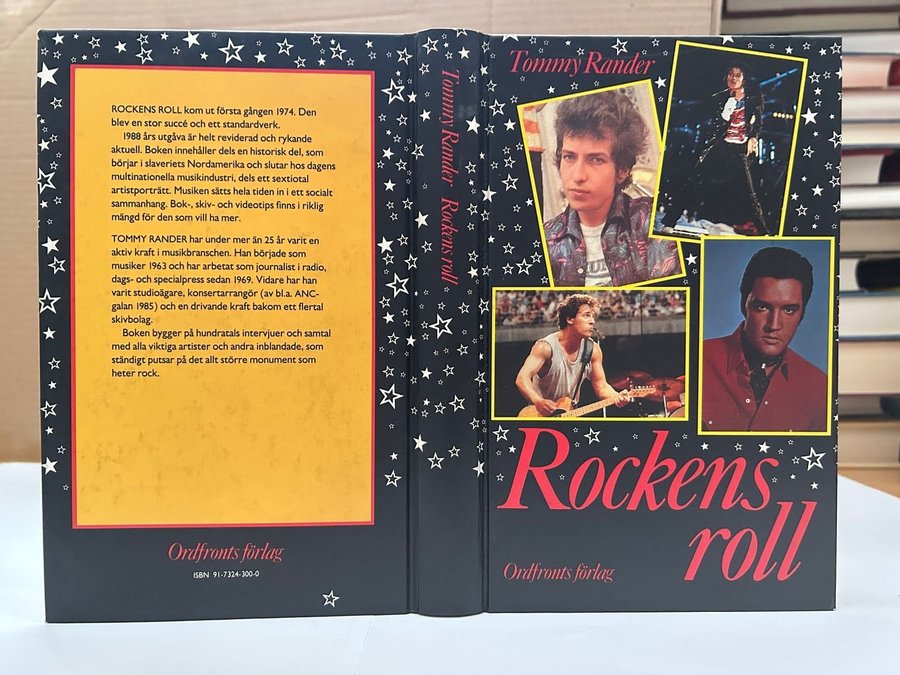 ROCKENS ROLL kom ut första gången 1974. Den
blev en stor succé och ett standardverk.
1988 års utgåva är helt reviderad och rykande
aktuell. Boken innehåller dels en historisk del, som
börjar i slaveriets Nordamerika och slutar hos dagens
multinationella musikindustri, dels ett sextiotal
artistporträtt. Musiken sätts hela tiden in i ett socialt
sammanhang. Bok-, skiv- och videotips finns i riklig
mängd för den som vill ha mer.
TOMMY RANDER har under mer än 25 år varit en
aktiv kraft i musikbranschen. Han började som
musiker 1963 och har arbetat som journalist i radio,
dags- och specialpress sedan 1969. Vidare har han
varit studioägare, konsertarrangör (av bl.a. ANC-
galan 1985) och en drivande kraft bakom ett flertal
skivbolag.
Boken bygger på hundratals intervjuer och samtal
med alla viktiga artister och andra inblandade, som
ständigt putsar på det allt större monument som
heter rock.
Ordfronts förlag
ISBN 91-7324-300-0
Tommy Rander Rockens roll
Tommy Rander
Rockens
roll
Ordfronts förlag